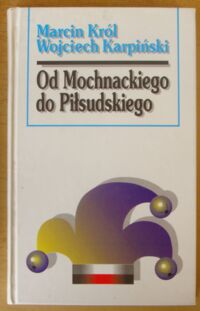 Marcin Król
Wojciech Karpiński
Od Mochnackiego
do Piłsudskiego